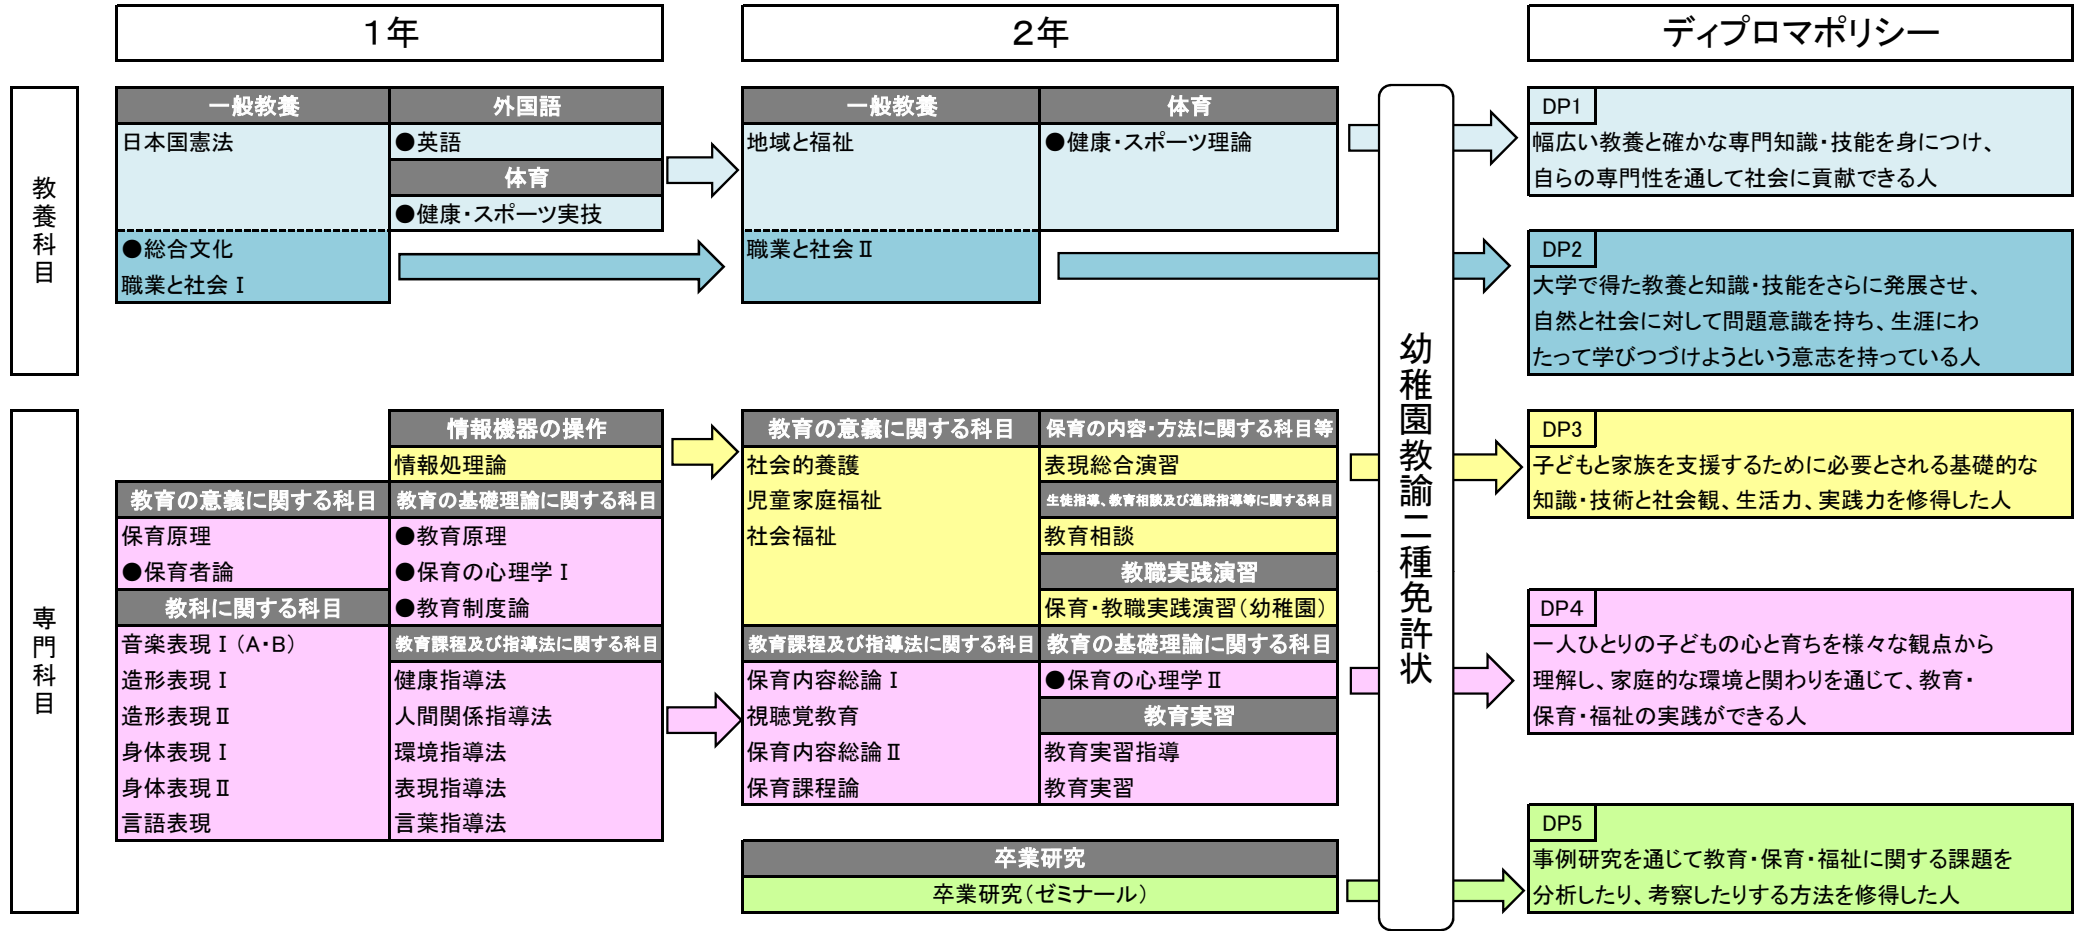 1年
2年
ディプロマポリシー
教養科目
一般教養
日本国憲法
●総合文化
職業と社会Ⅰ
外国語
●英語
体育
●健康・スポーツ実技
一般教養
地域と福祉
職業と社会Ⅱ
体育
●健康・スポーツ理論
幼稚園教諭二種免許状
DP1
幅広い教養と確かな専門知識・技能を身につけ、
自らの専門性を通して社会に貢献できる人
DP2
大学で得た教養と知識・技能をさらに発展させ、
自然と社会に対して問題意識を持ち、生涯にわ
たって学びつづけようという意志を持っている人
専門科目
教育の意義に関する科目
保育原理
●保育者論
教科に関する科目
音楽表現Ⅰ（A・B）
造形表現Ⅰ
造形表現Ⅱ
身体表現Ⅰ
身体表現Ⅱ
言語表現
情報機器の操作
情報処理論
教育の基礎理論に関する科目
●教育原理
●保育の心理学Ⅰ
●教育制度論
教育課程及び指導法に関する科目
健康指導法
人間関係指導法
環境指導法
表現指導法
言葉指導法
教育の意義に関する科目
社会的養護
児童家庭福祉
社会福祉
教育課程及び指導法に関する科目
保育内容総論Ⅰ
視聴覚教育
保育内容総論Ⅱ
保育課程論
保育の内容・方法に関する科目等
表現総合演習
生徒指導、教育相談及び進路指導等に関する科目
教育相談
教職実践演習
保育・教職実践演習（幼稚園）
教育の基礎理論に関する科目
●保育の心理学Ⅱ
教育実習
教育実習指導
教育実習
卒業研究
卒業研究（ゼミナール）
DP3
子どもと家族を支援するために必要とされる基礎的な
知識・技術と社会観、生活力、実践力を修得した人
DP4
一人ひとりの子どもの心と育ちを様々な観点から
理解し、家庭的な環境と関わりを通じて、教育・
保育・福祉の実践ができる人
DP5
事例研究を通じて教育・保育・福祉に関する課題を
分析したり、考察したりする方法を修得した人